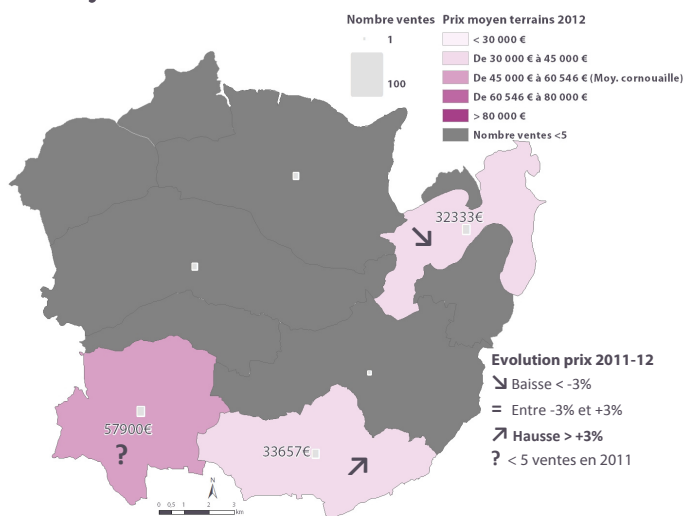 Nombre ventes
1
100
Prix moyen terrains 2012
< 30 000 €
De 30 000 € à 45 000 €
De 45 000 € à 60 546 € (Moy. cornouaille)
De 60 546 € à 80 000 €
> 80 000 €
Nombre ventes <5
32333€
57900€
?
33657€
Evolution prix 2011-12
Baisse < -3%
= Entre -3% et +3%
Hausse > +3%
? < 5 ventes en 2011
N
0 0.5 1 2 3
km